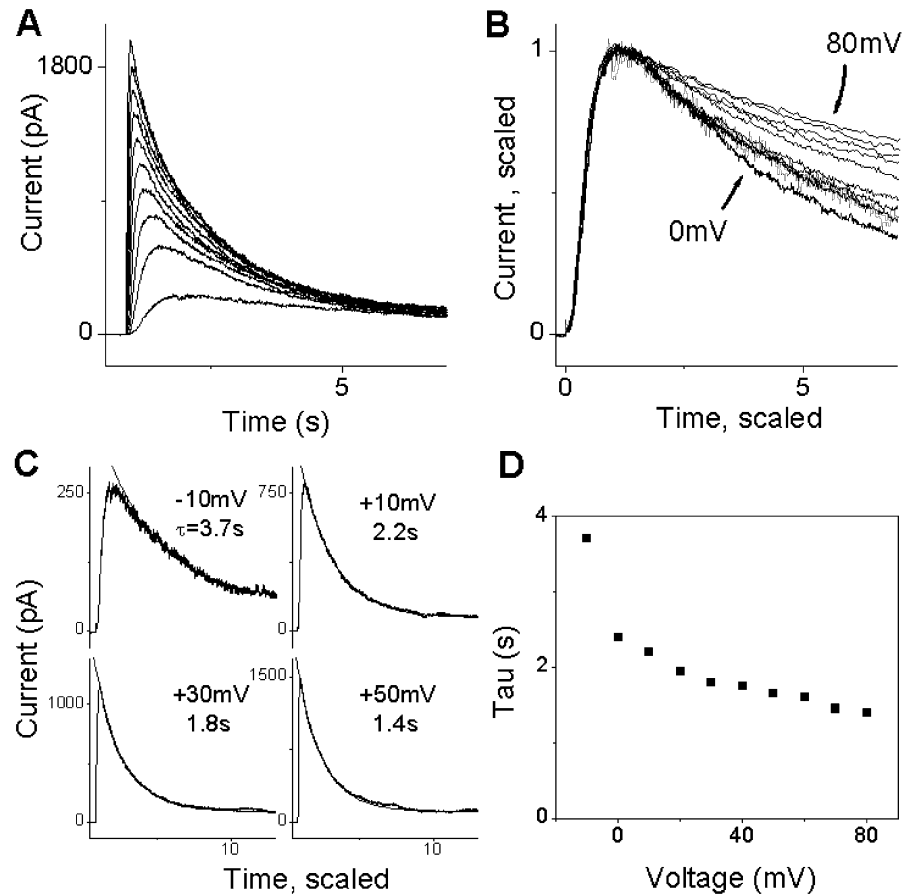 A
1800
0
Current (pA)
5
Time (s)
B
1
0
Current , scaled
80mV
0mV
0
5
Time, scaled
C
Current (pA)
250
0
-10mV
τ=3.7s
750
0
+10mV
2.2s
1000
0
+30mV
1.8s
10
1500
0
+50mV
1.4s
10
Time, scaled
D
4
2
0
Tau (s)
0
40
80
Voltage (mV)